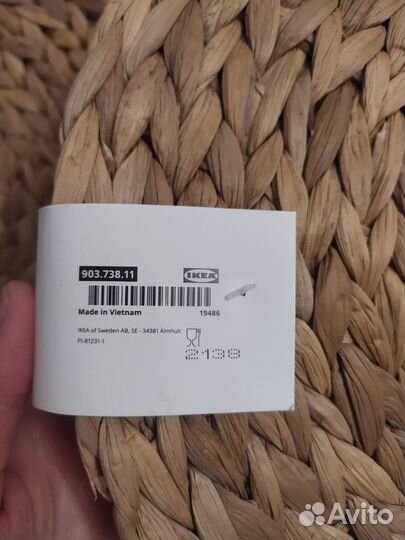 903.738.11
IKEA
Made in Vietnam 19486
IKEA of Sweden AB, SE - 34381 Älmhult
PI-81231-1
2138
Avito